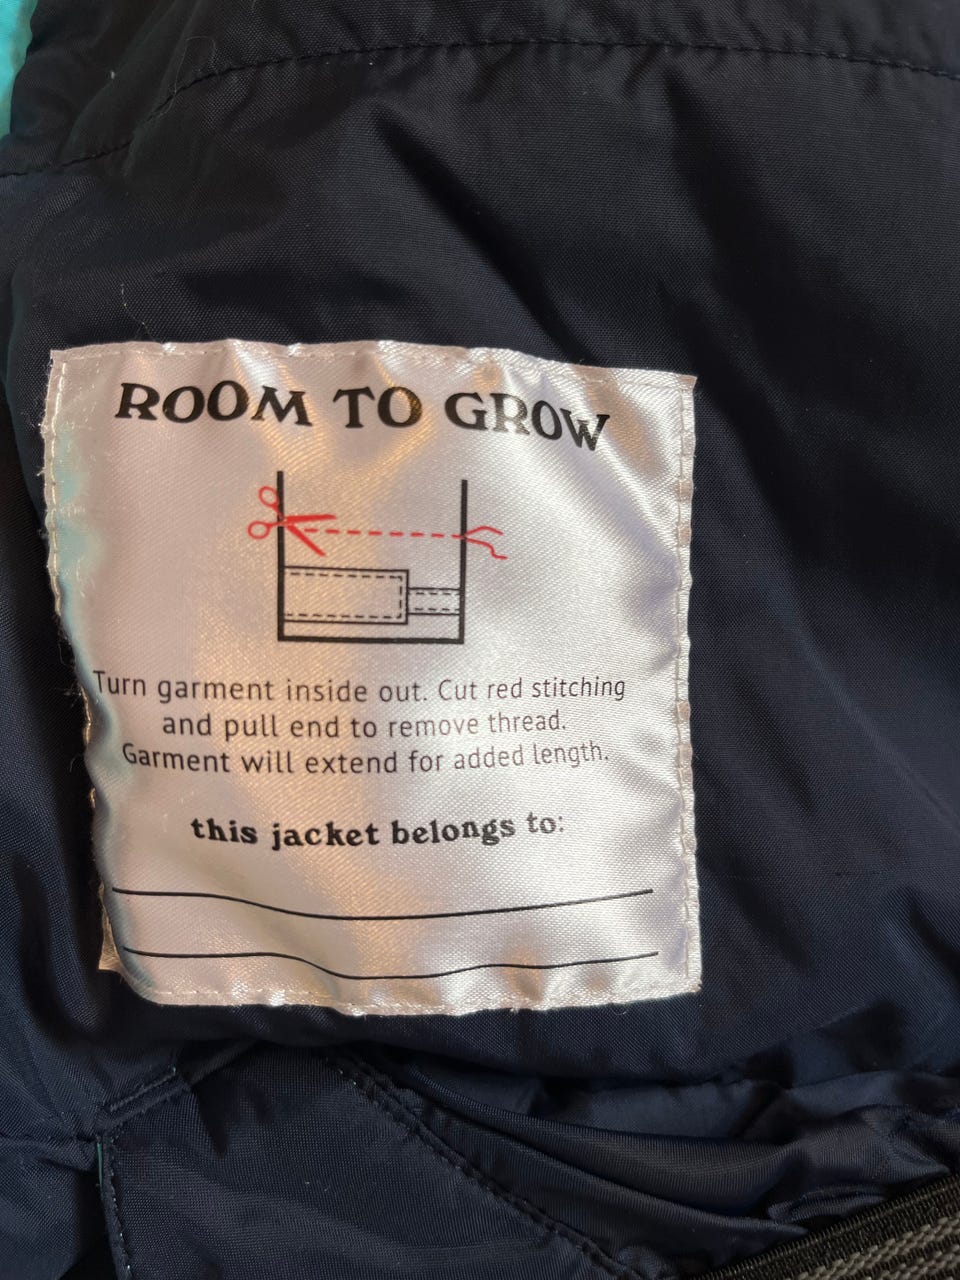 ROOM TO GROW
Turn garment inside out. Cut red stitching
and pull end to remove thread.
Garment will extend for added length.
this jacket belongs to: